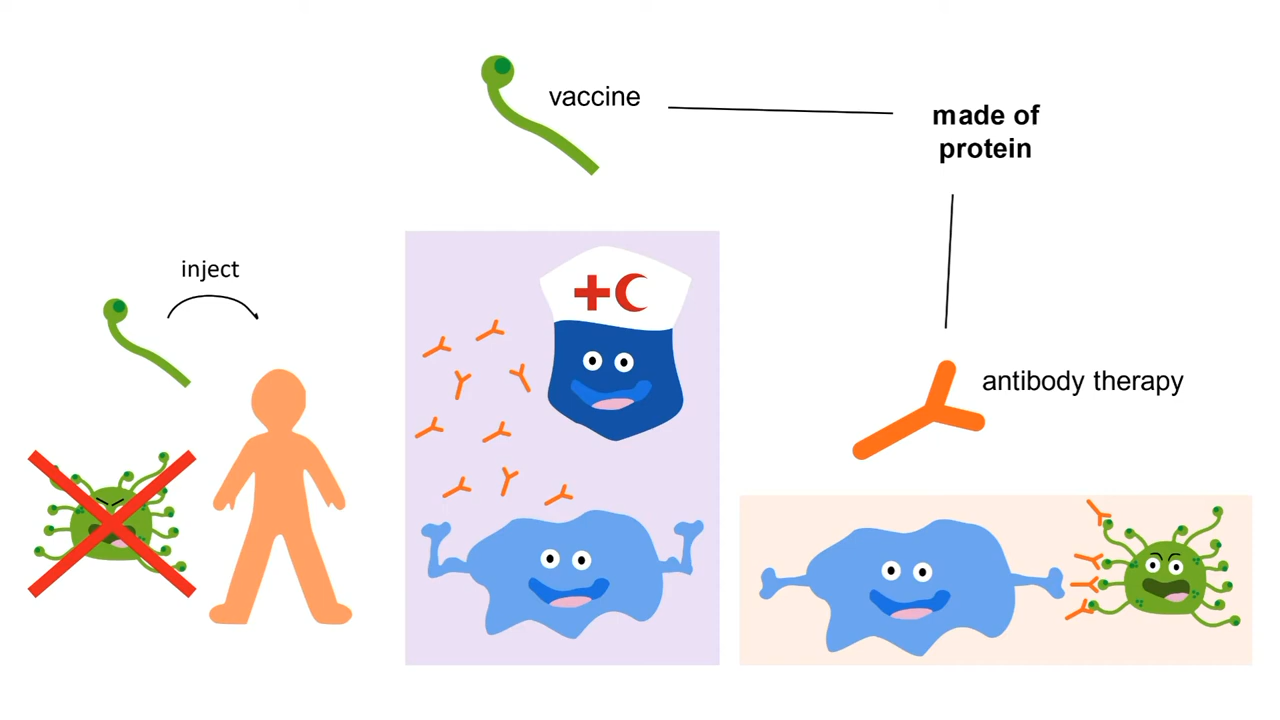 vaccine
made of
protein
inject
antibody therapy